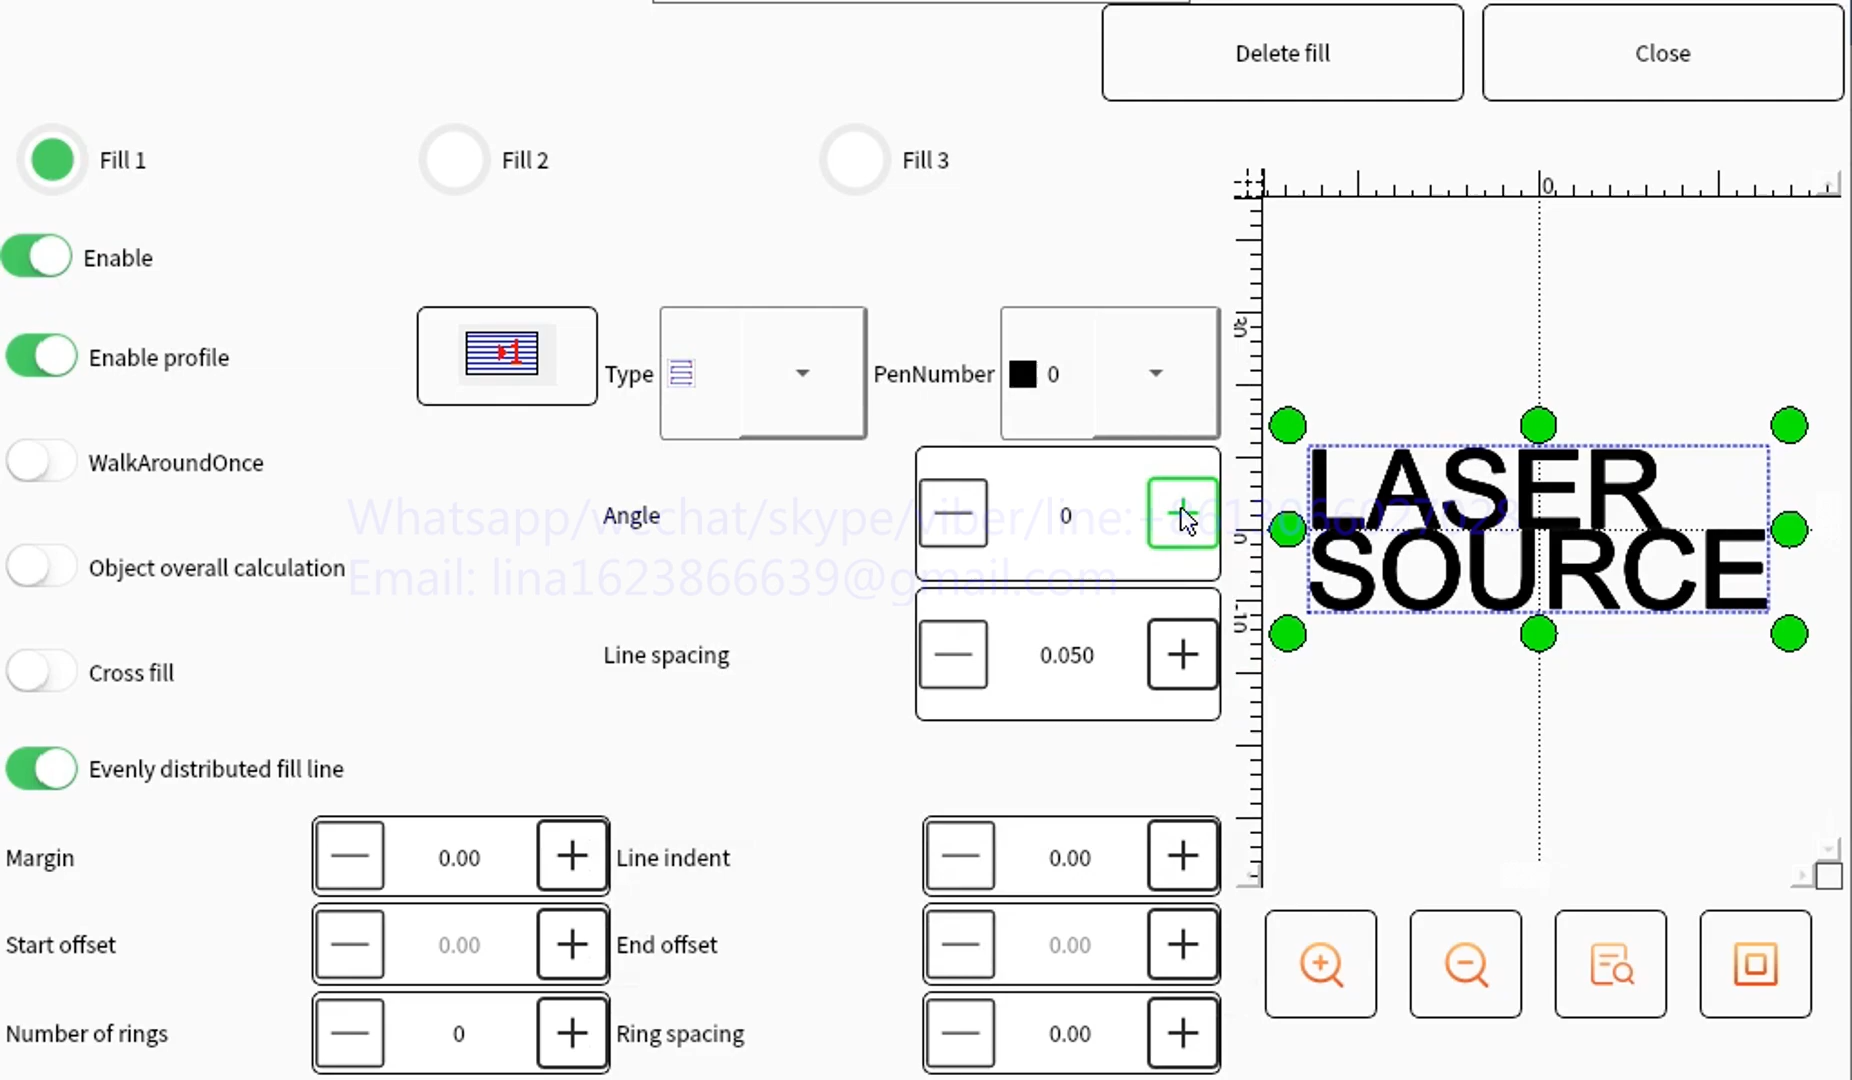 Delete fill
Close
Fill 1
Fill 2
Fill 3
0
Enable
Enable profile
1
Type
PenNumber
0
WalkAroundOnce
Angle
0
Whatsapp/wechat/skype/viber/line:
Object overall calculation
Email: lina1623866639@gmail.com
LASER
SOURCE
Line spacing
0.050
Cross fill
Evenly distributed fill line
Margin
0.00
Line indent
0.00
Start offset
0.00
End offset
0.00
Number of rings
0
Ring spacing
0.00